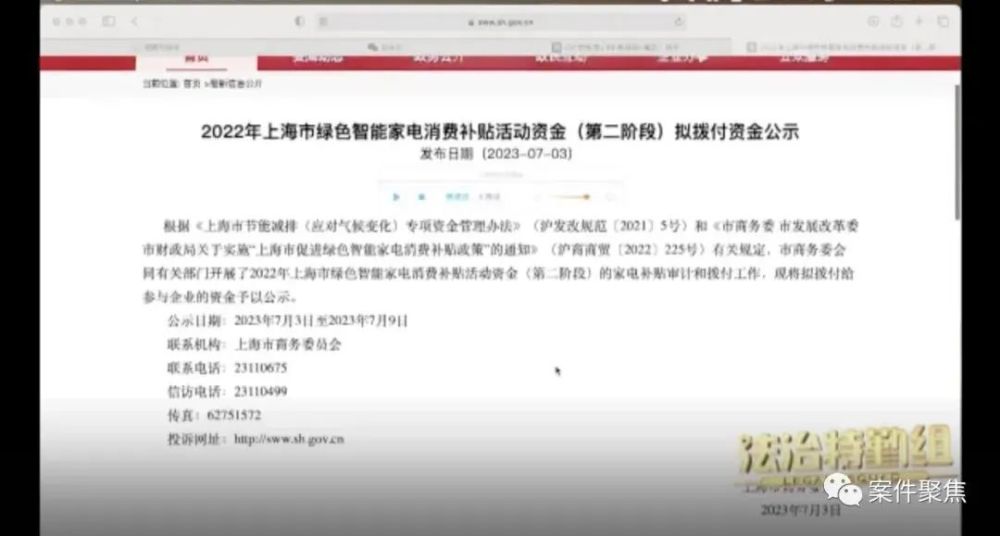 sww.sh.gov.cn
首页
政务公开
政民互动
当前位置: 首页 >最新信息公开
2022年上海市绿色智能家电消费补贴活动资金（第二阶段）拟拨付资金公示
发布日期（2023-07-03）
根据《上海市节能减排（应对气候变化）专项资金管理办法》（沪发改规范〔2021〕5号）和《市商务委 市发展改革委
市财政局关于实施“上海市促进绿色智能家电消费补贴政策”的通知》（沪商商贸〔2022〕225号）有关规定，市商务委会
同有关部门开展了2022年上海市绿色智能家电消费补贴活动资金（第二阶段）的家电补贴审计和拨付工作，现将拟拨付给
参与企业的资金予以公示。
公示日期：2023年7月3日至2023年7月9日
联系机构：上海市商务委员会
联系电话：23110675
信访电话：23110499
传真：62751572
投诉网址：http://sww.sh.gov.cn
法治特勤组
案件聚焦
2023年7月3日